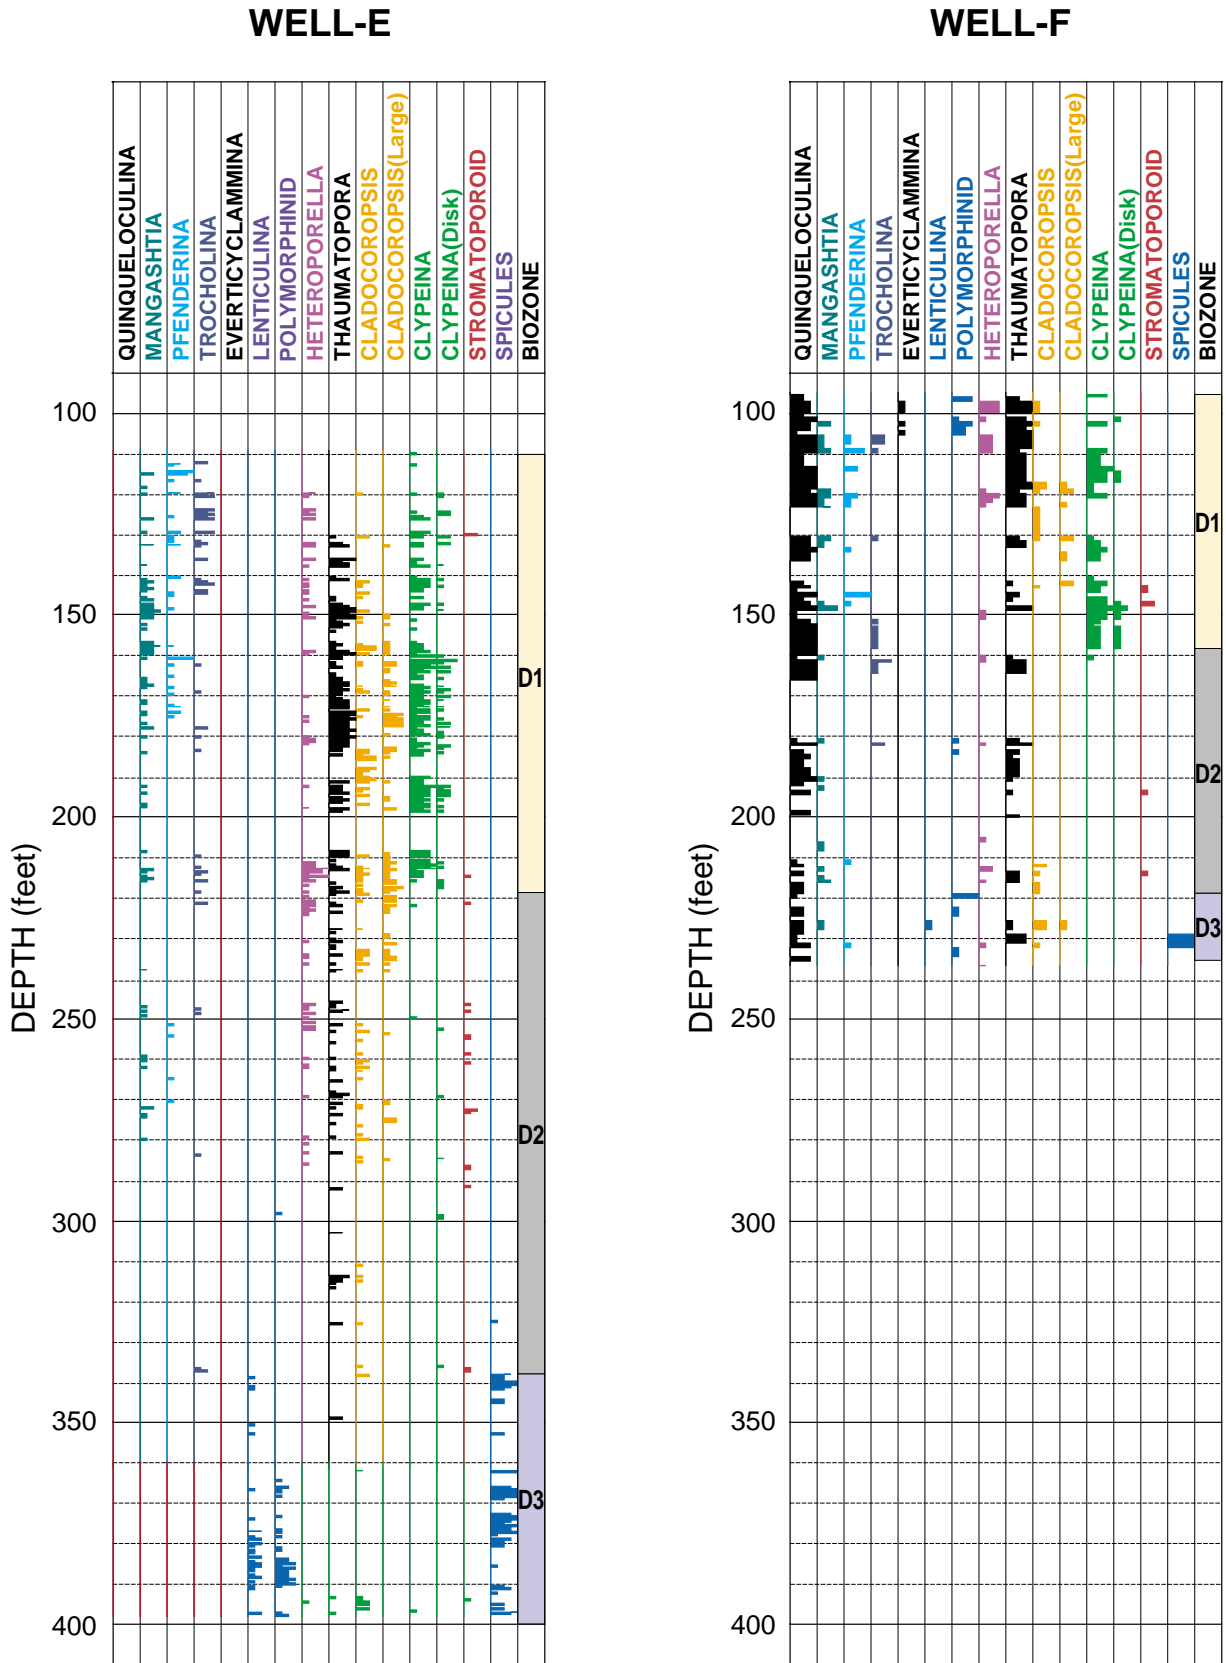 WELL-E
WELL-F
QUINQUELOCULINA
MANGASHTIA
PFENDERINA
TROCHOLINA
EVERTICYCLAMMINA
LENTICULINA
POLYMORPHINID
HETEROPORELLA
THAUMATOPORA
CLADOCOROPSIS
CLADOCOROPSIS(Large)
CLYPEINA
CLYPEINA(Disk)
STROMATOPOROID
SPICULES
BIOZONE
QUINQUELOCULINA
MANGASHTIA
PFENDERINA
TROCHOLINA
EVERTICYCLAMMINA
LENTICULINA
POLYMORPHINID
HETEROPORELLA
THAUMATOPORA
CLADOCOROPSIS
CLADOCOROPSIS(Large)
CLYPEINA
CLYPEINA(Disk)
STROMATOPOROID
SPICULES
BIOZONE
DEPTH (feet)
100
150
200
250
300
350
400
D1
D2
D3
DEPTH (feet)
100
150
200
250
300
350
400
D1
D2
D3